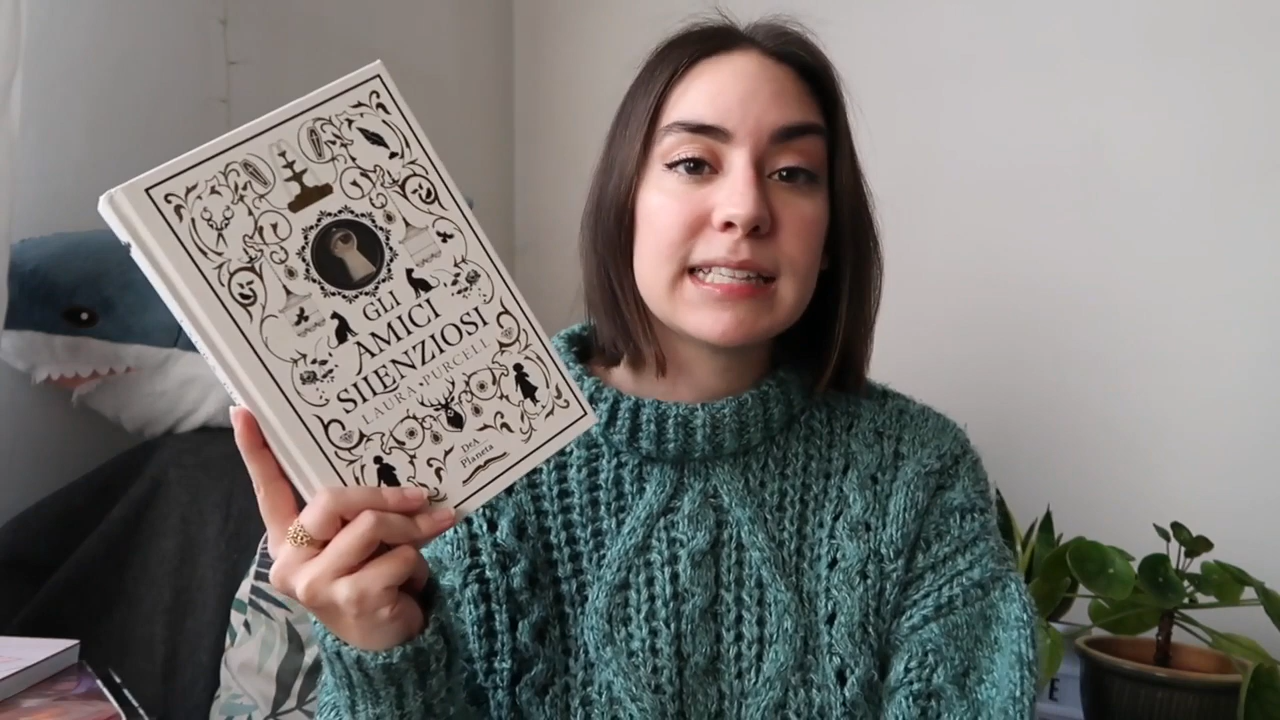 GLI
AMICI
SILENZIOSI
LAURA PURCELL
DeA
Planeta
E